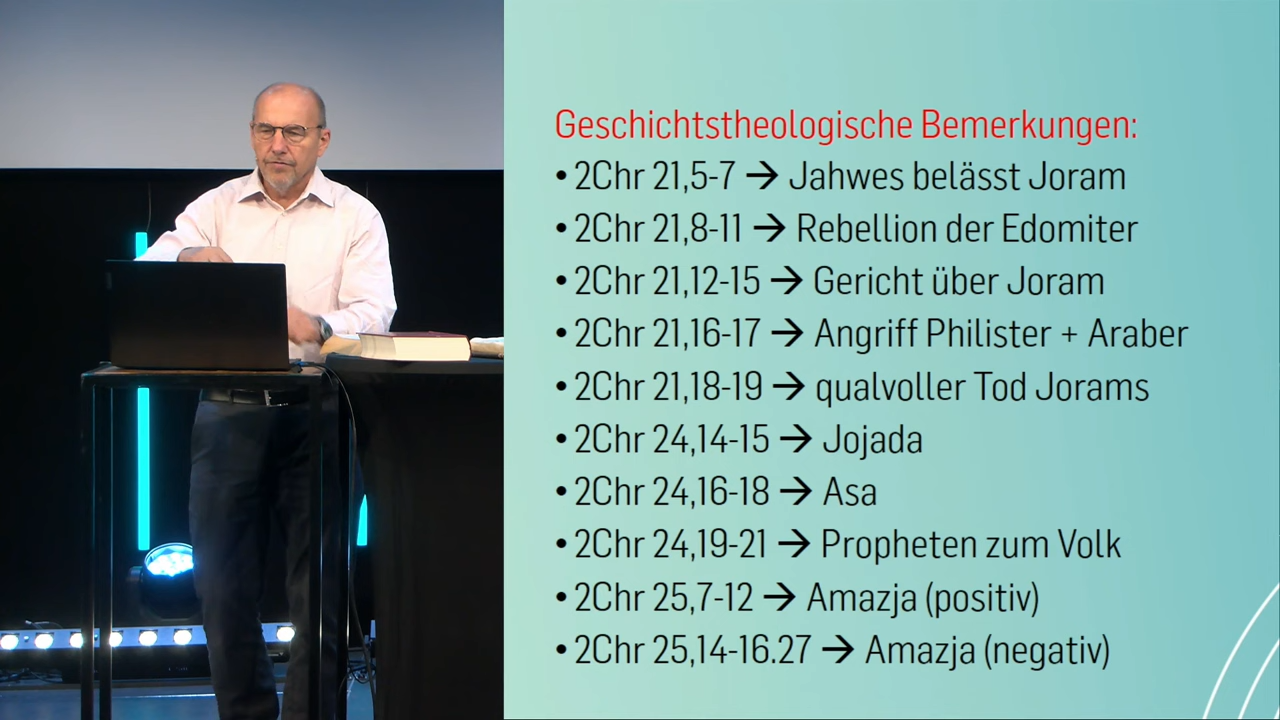 Geschichtstheologische Bemerkungen:
• 2Chr 21,5-7 → Jahwes belässt Joram
• 2Chr 21,8-11 → Rebellion der Edomiter
• 2Chr 21,12-15 → Gericht über Joram
• 2Chr 21,16-17 → Angriff Philister + Araber
• 2Chr 21,18-19 → qualvoller Tod Jorams
• 2Chr 24,14-15 → Jojada
• 2Chr 24,16-18 → Asa
• 2Chr 24,19-21 → Propheten zum Volk
• 2Chr 25,7-12 → Amazja (positiv)
• 2Chr 25,14-16.27 → Amazja (negativ)